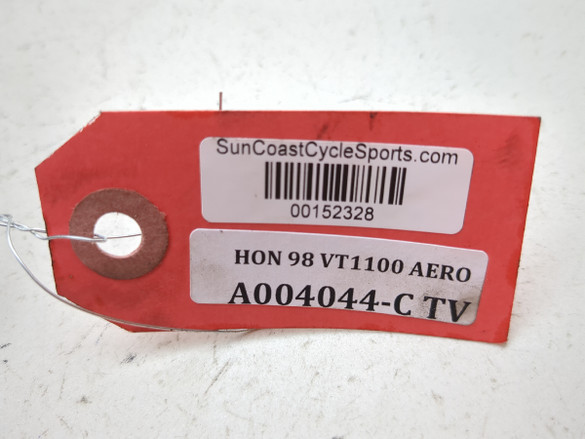 SunCoastCycleSports.com
00152328
HON 98 VT1100 AERO
A004044-C TV